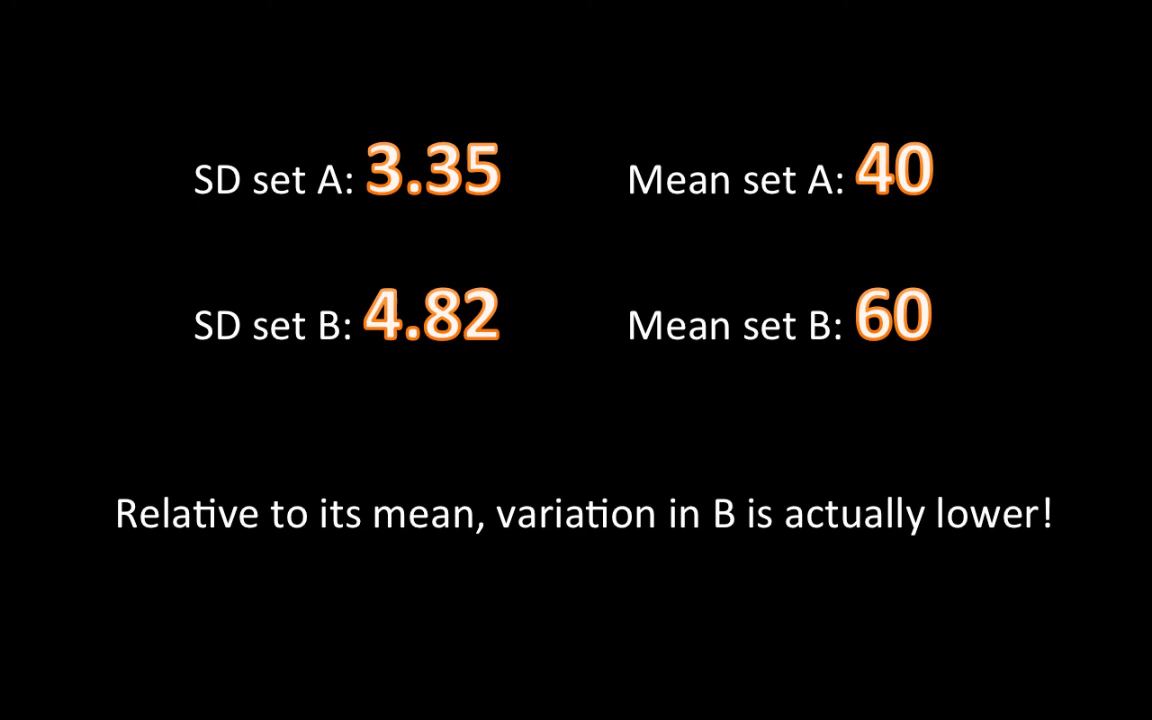 SD set A: 3.35 Mean set A: 40
SD set B: 4.82 Mean set B: 60
Relative to its mean, variation in B is actually lower!